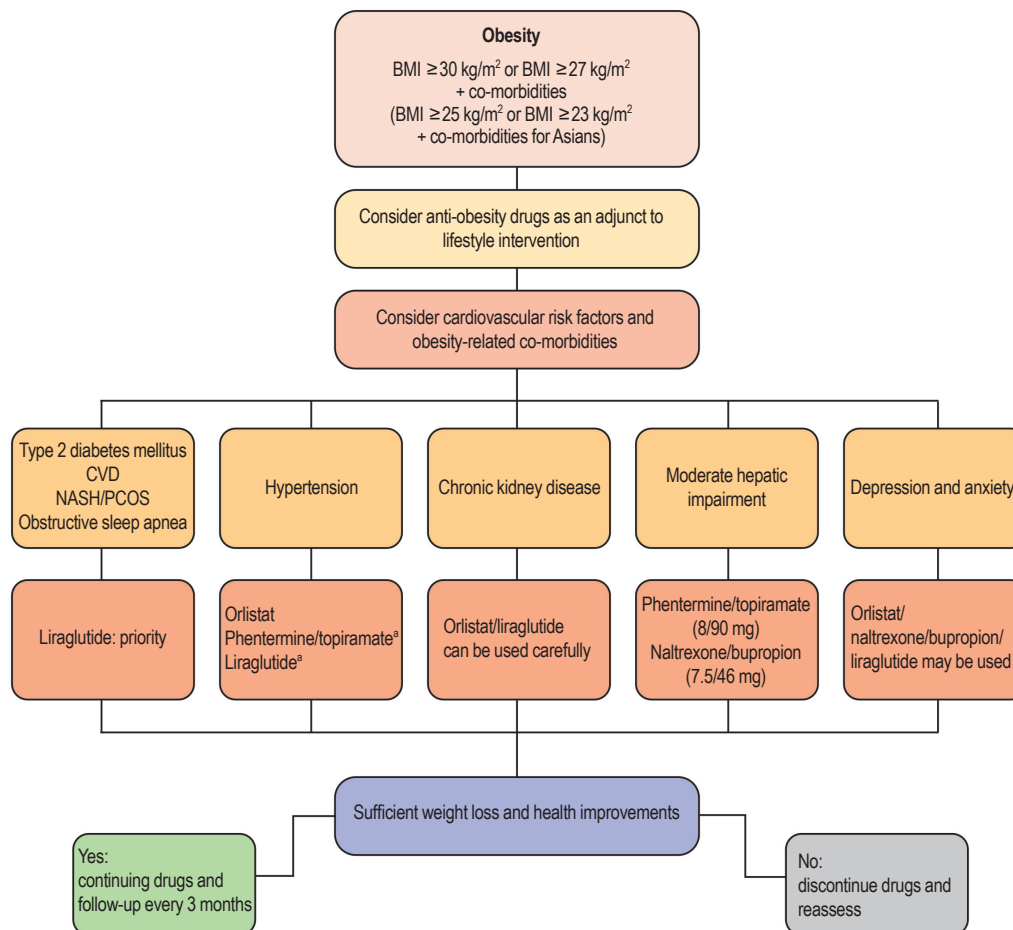 Obesity
BMI ≥30 kg/m² or BMI ≥27 kg/m²
+ co-morbidities
(BMI ≥25 kg/m² or BMI ≥23 kg/m²
+ co-morbidities for Asians)
Consider anti-obesity drugs as an adjunct to
lifestyle intervention
Consider cardiovascular risk factors and
obesity-related co-morbidities
Type 2 diabetes mellitus
CVD
NASH/PCOS
Obstructive sleep apnea
Hypertension
Chronic kidney disease
Moderate hepatic
impairment
Depression and anxiety
Liraglutide: priority
Orlistat
Phentermine/topiramateᵃ
Liraglutideᵃ
Orlistat/liraglutide
can be used carefully
Phentermine/topiramate
(8/90 mg)
Naltrexone/bupropion
(7.5/46 mg)
Orlistat/
naltrexone/bupropion/
liraglutide may be used
Sufficient weight loss and health improvements
Yes:
continuing drugs and
follow-up every 3 months
No:
discontinue drugs and
reassess